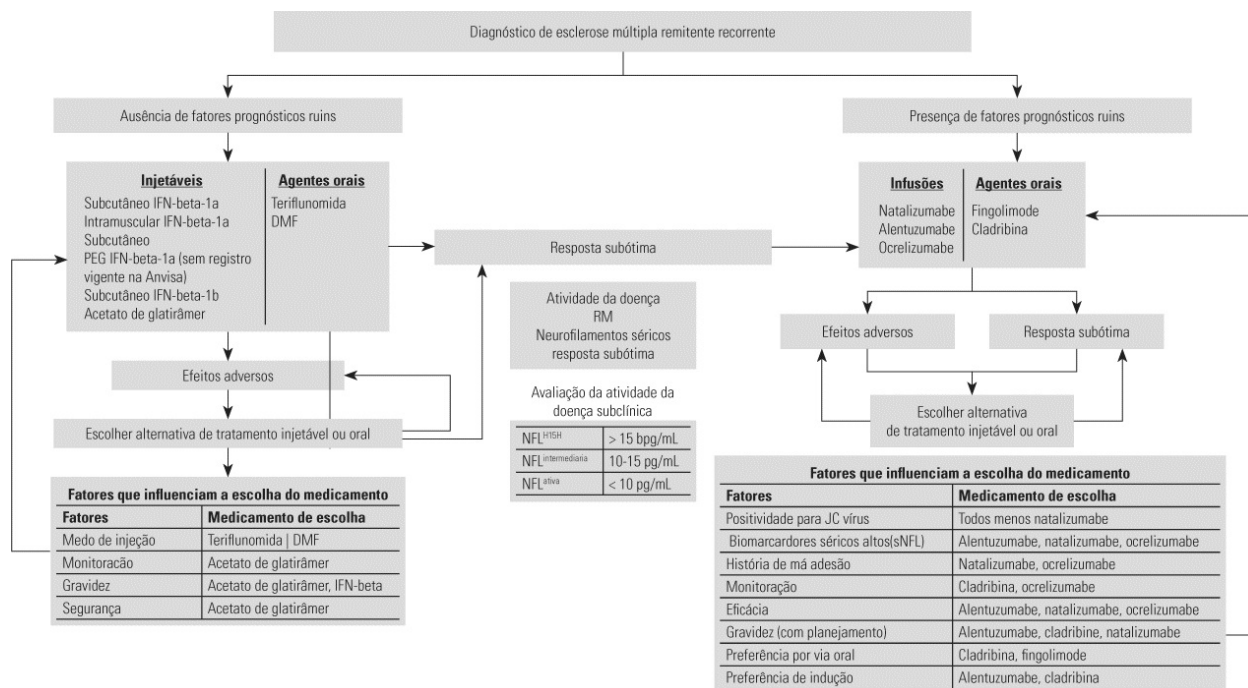 Diagnóstico de esclerose múltipla remitente recorrente
Ausência de fatores prognósticos ruins
Presença de fatores prognósticos ruins
Injetáveis
Subcutâneo IFN-beta-1a
Intramuscular IFN-beta-1a
Subcutâneo
PEG IFN-beta-1a (sem registro
vigente na Anvisa)
Subcutâneo IFN-beta-1b
Acetato de glatirâmer
Agentes orais
Teriflunomida
DMF
Resposta subótima
Infusões
Natalizumabe
Alentuzumabe
Ocrelizumabe
Agentes orais
Fingolimode
Cladribina
Efeitos adversos
Escolher alternativa de tratamento injetável ou oral
Atividade da doença
RM
Neurofilamentos séricos
resposta subótima
Avaliação da atividade da
doença subclínica
NFL^H15H > 15 bpg/mL
NFL^intermediaria 10-15 pg/mL
NFL^ativa < 10 pg/mL
Efeitos adversos
Resposta subótima
Escolher alternativa
de tratamento injetável ou oral
Fatores que influenciam a escolha do medicamento
Fatores Medicamento de escolha
Medo de injeção Teriflunomida | DMF
Monitoracão Acetato de glatirâmer
Gravidez Acetato de glatirâmer, IFN-beta
Segurança Acetato de glatirâmer
Fatores que influenciam a escolha do medicamento
Fatores Medicamento de escolha
Positividade para JC vírus Todos menos natalizumabe
Biomarcardores séricos altos(sNFL) Alentuzumabe, natalizumabe, ocrelizumabe
História de má adesão Natalizumabe, ocrelizumabe
Monitoração Cladribina, ocrelizumabe
Eficácia Alentuzumabe, natalizumabe, ocrelizumabe
Gravidez (com planejamento) Alentuzumabe, cladribine, natalizumabe
Preferência por via oral Cladribina, fingolimode
Preferência de indução Alentuzumabe, cladribina